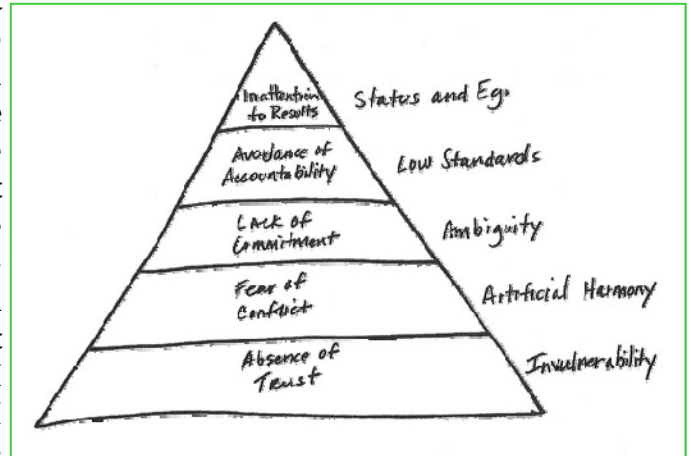 Inattention
to Results
Status and Ego
Avoidance of
Accountability
Low Standards
Lack of
Commitment
Ambiguity
Fear of
Conflict
Artificial Harmony
Absence of
Trust
Invulnerability